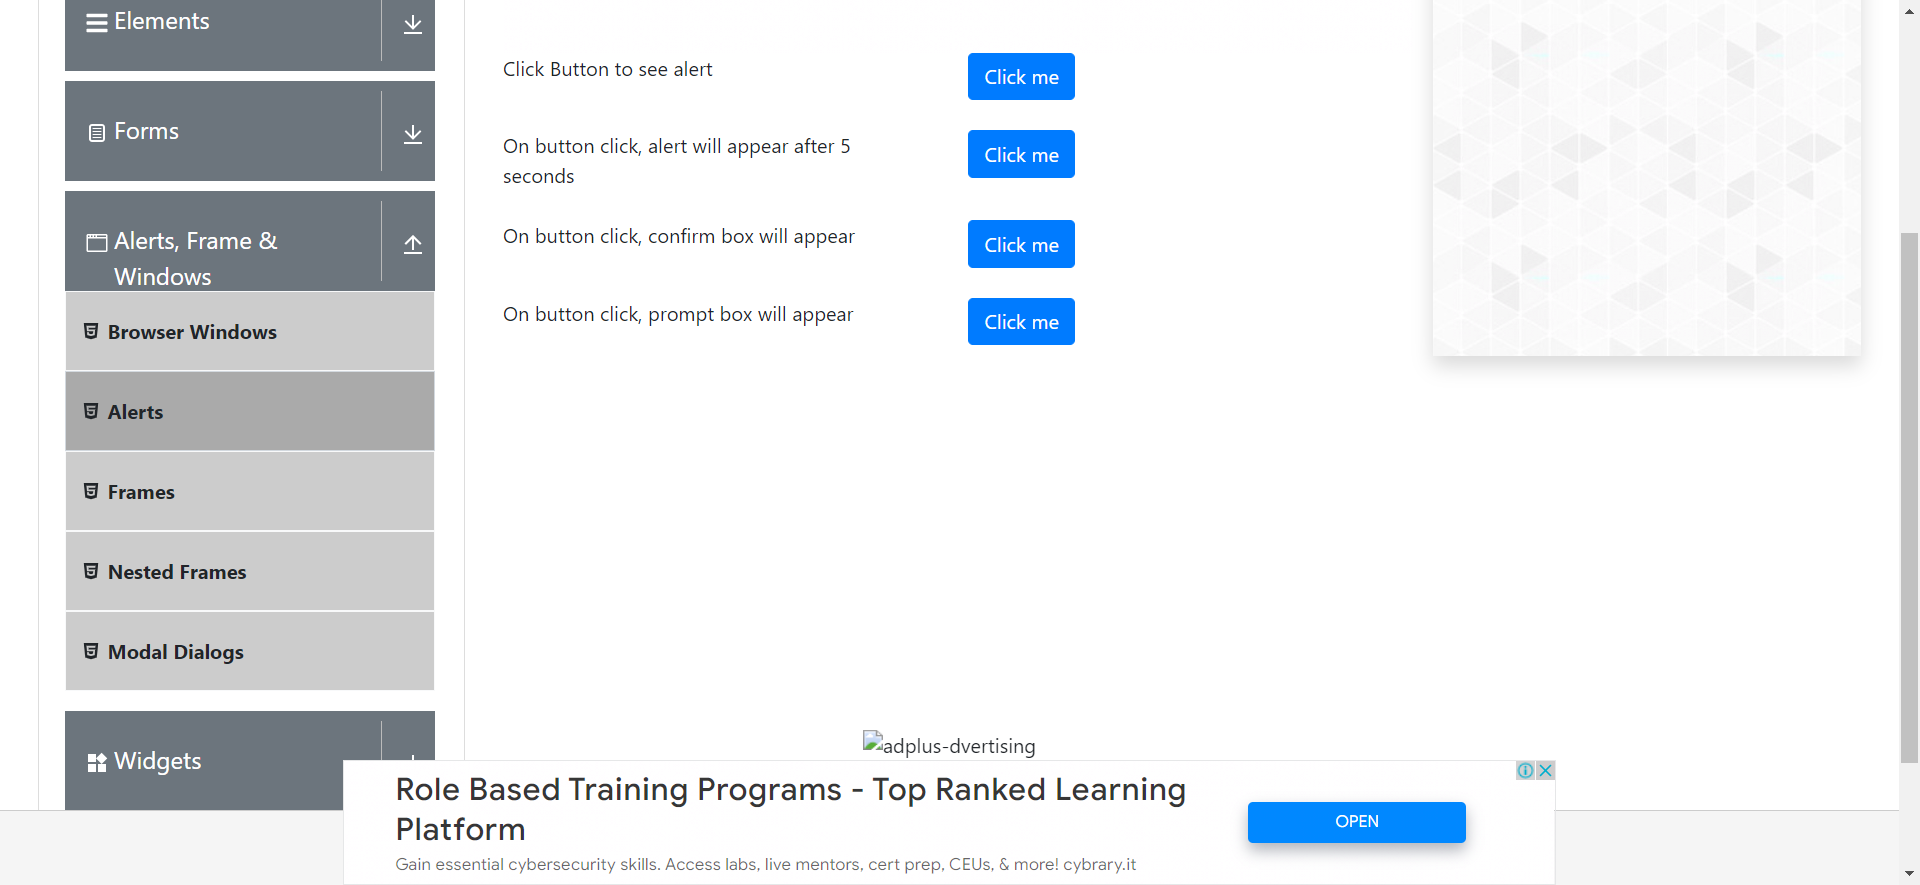 Elements
Forms
Alerts, Frame &
Windows
Browser Windows
Alerts
Frames
Nested Frames
Modal Dialogs
Widgets
Click Button to see alert
Click me
On button click, alert will appear after 5
seconds
Click me
On button click, confirm box will appear
Click me
On button click, prompt box will appear
Click me
adplus-dvertising
Role Based Training Programs - Top Ranked Learning
Platform
Gain essential cybersecurity skills. Access labs, live mentors, cert prep, CEUs, & more! cybrary.it
OPEN